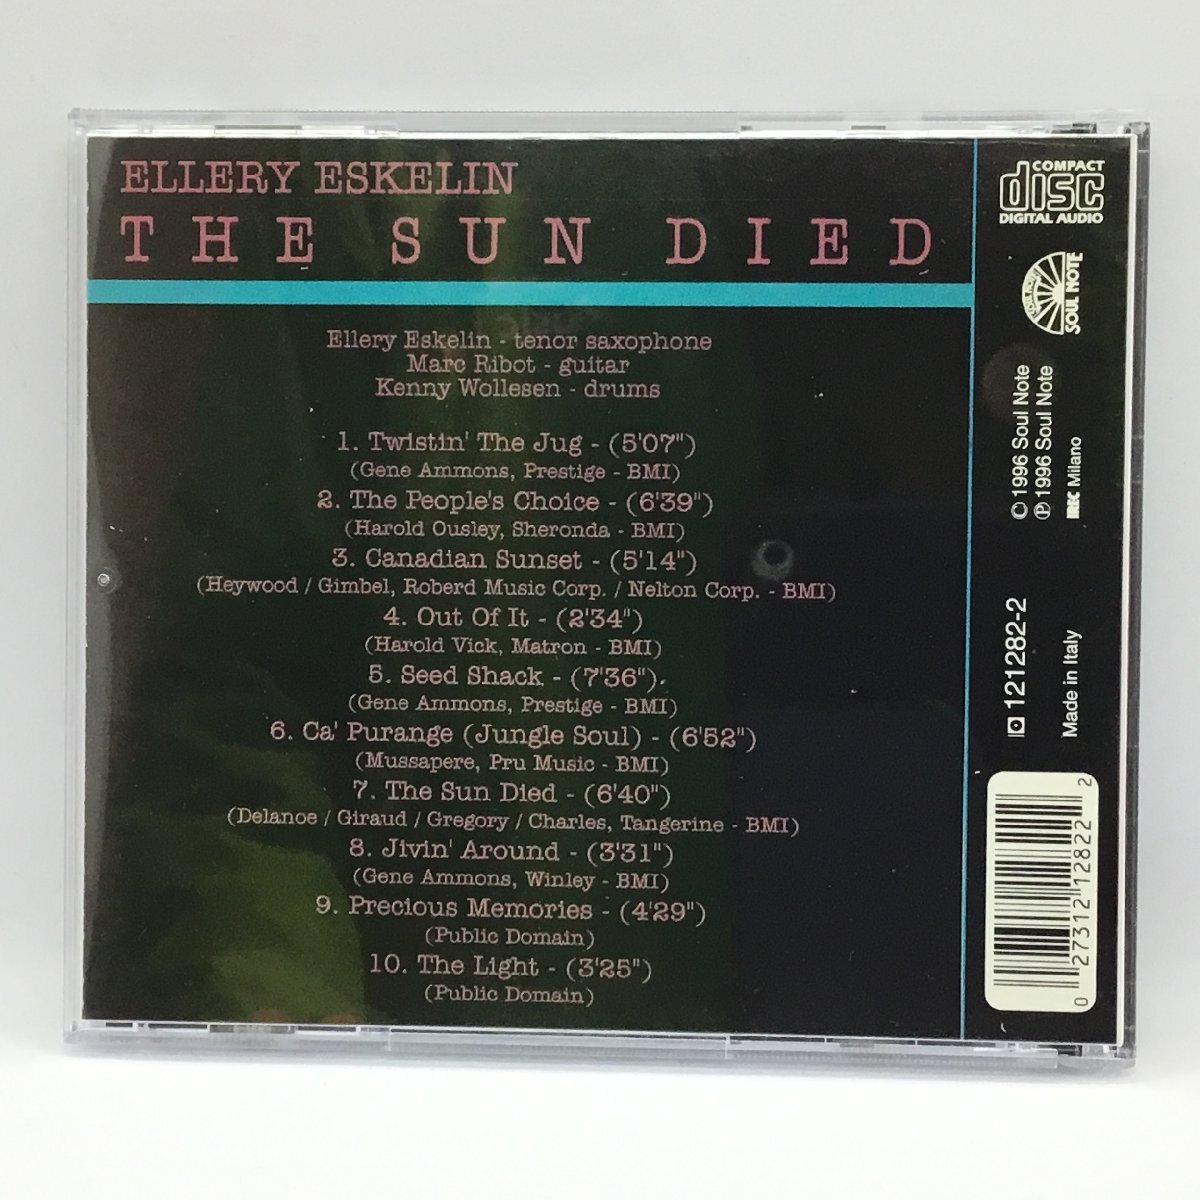 ELLERY ESKELIN
THE SUN DIED
Ellery Eskelin - tenor saxophone
Marc Ribot - guitar
Kenny Wollesen - drums
1. Twistin' The Jug - (5'07")
(Gene Ammons, Prestige - BMI)
2. The People's Choice - (6'39")
(Harold Ousley, Sheronda - BMI)
3. Canadian Sunset - (5'14")
(Heywood / Gimbel, Roberd Music Corp. / Nelton Corp. - BMI)
4. Out Of It - (2'34")
(Harold Vick, Matron - BMI)
5. Seed Shack - (7'36")
(Gene Ammons, Prestige - BMI)
6. Ca' Purange (Jungle Soul) - (6'52")
(Mussapere, Pru Music - BMI)
7. The Sun Died - (6'40")
(Delanoe / Giraud / Gregory / Charles, Tangerine - BMI)
8. Jivin' Around - (3'31")
(Gene Ammons, Winley - BMI)
9. Precious Memories - (4'29")
(Public Domain)
10. The Light - (3'25")
(Public Domain)
COMPACT
disc
DIGITAL AUDIO
SOUL NOTE
SOUL NOTE
© 1996 Soul Note
℗ 1996 Soul Note
IREC Milano
121282-2
Made in Italy
0 27312 12822 2